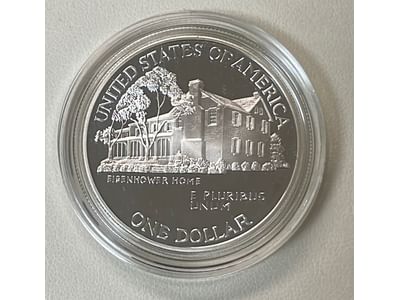 UNITED STATES OF AMERICA
EISENHOWER HOME
E PLURIBUS
UNUM
ONE DOLLAR